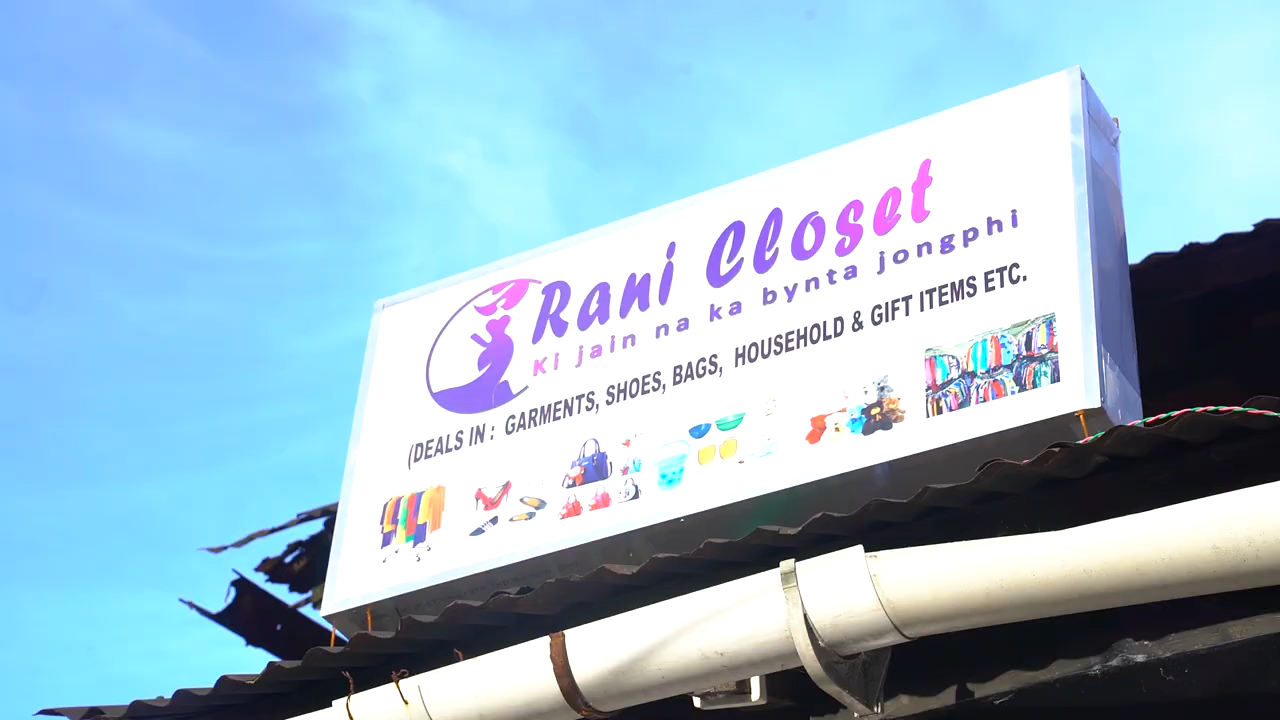 Rani Closet
Ki jain na ka bynta jongphi
(DEALS IN : GARMENTS, SHOES, BAGS, HOUSEHOLD & GIFT ITEMS ETC.